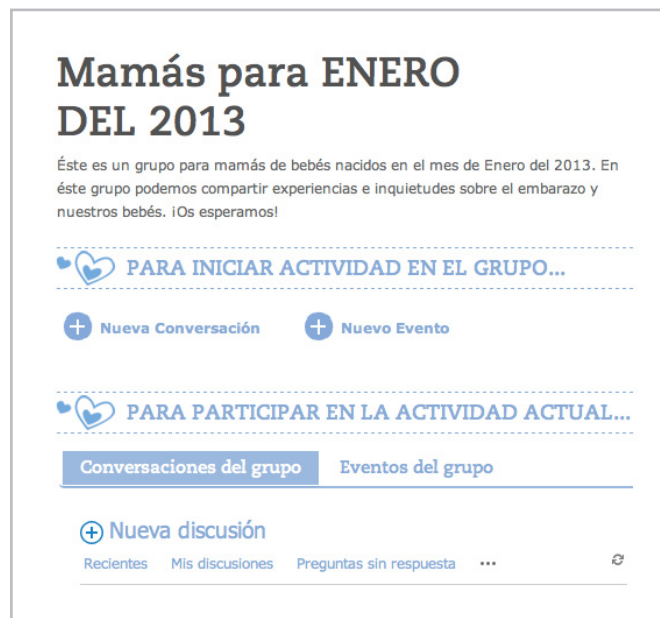 Mamás para ENERO
DEL 2013
Éste es un grupo para mamás de bebés nacidos en el mes de Enero del 2013. En
éste grupo podemos compartir experiencias e inquietudes sobre el embarazo y
nuestros bebés. ¡Os esperamos!
PARA INICIAR ACTIVIDAD EN EL GRUPO...
Nueva Conversación Nuevo Evento
PARA PARTICIPAR EN LA ACTIVIDAD ACTUAL...
Conversaciones del grupo Eventos del grupo
Nueva discusión
Recientes Mis discusiones Preguntas sin respuesta ...